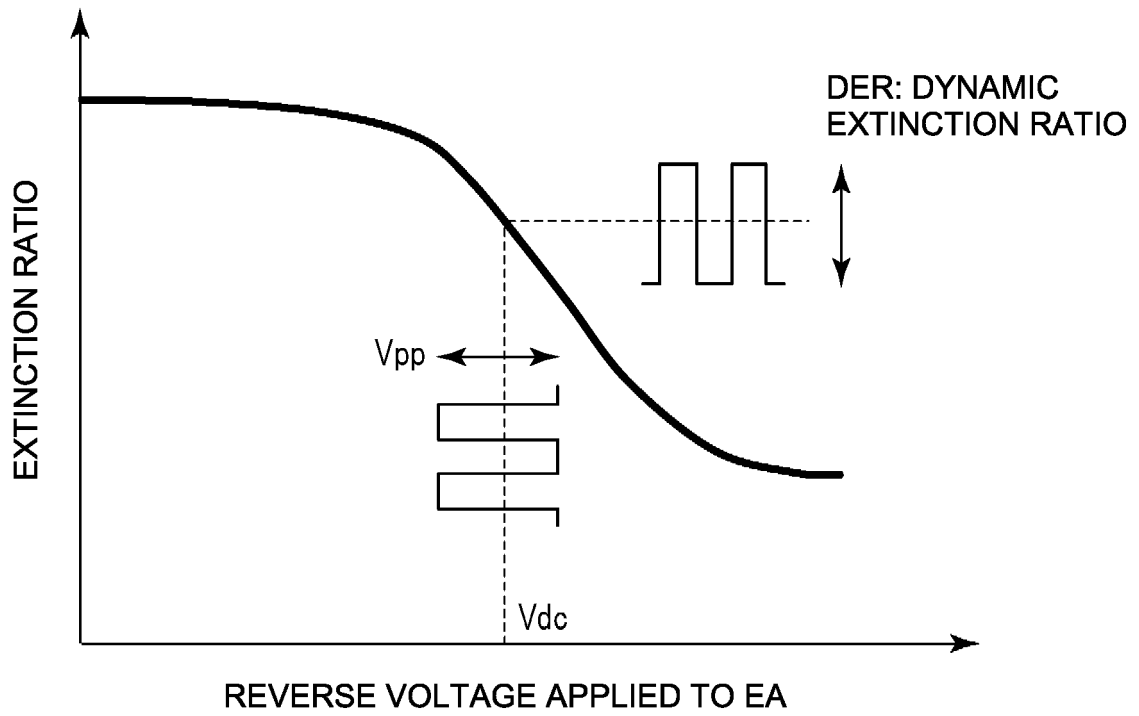 DER: DYNAMIC
EXTINCTION RATIO
EXTINCTION RATIO
Vpp
Vdc
REVERSE VOLTAGE APPLIED TO EA